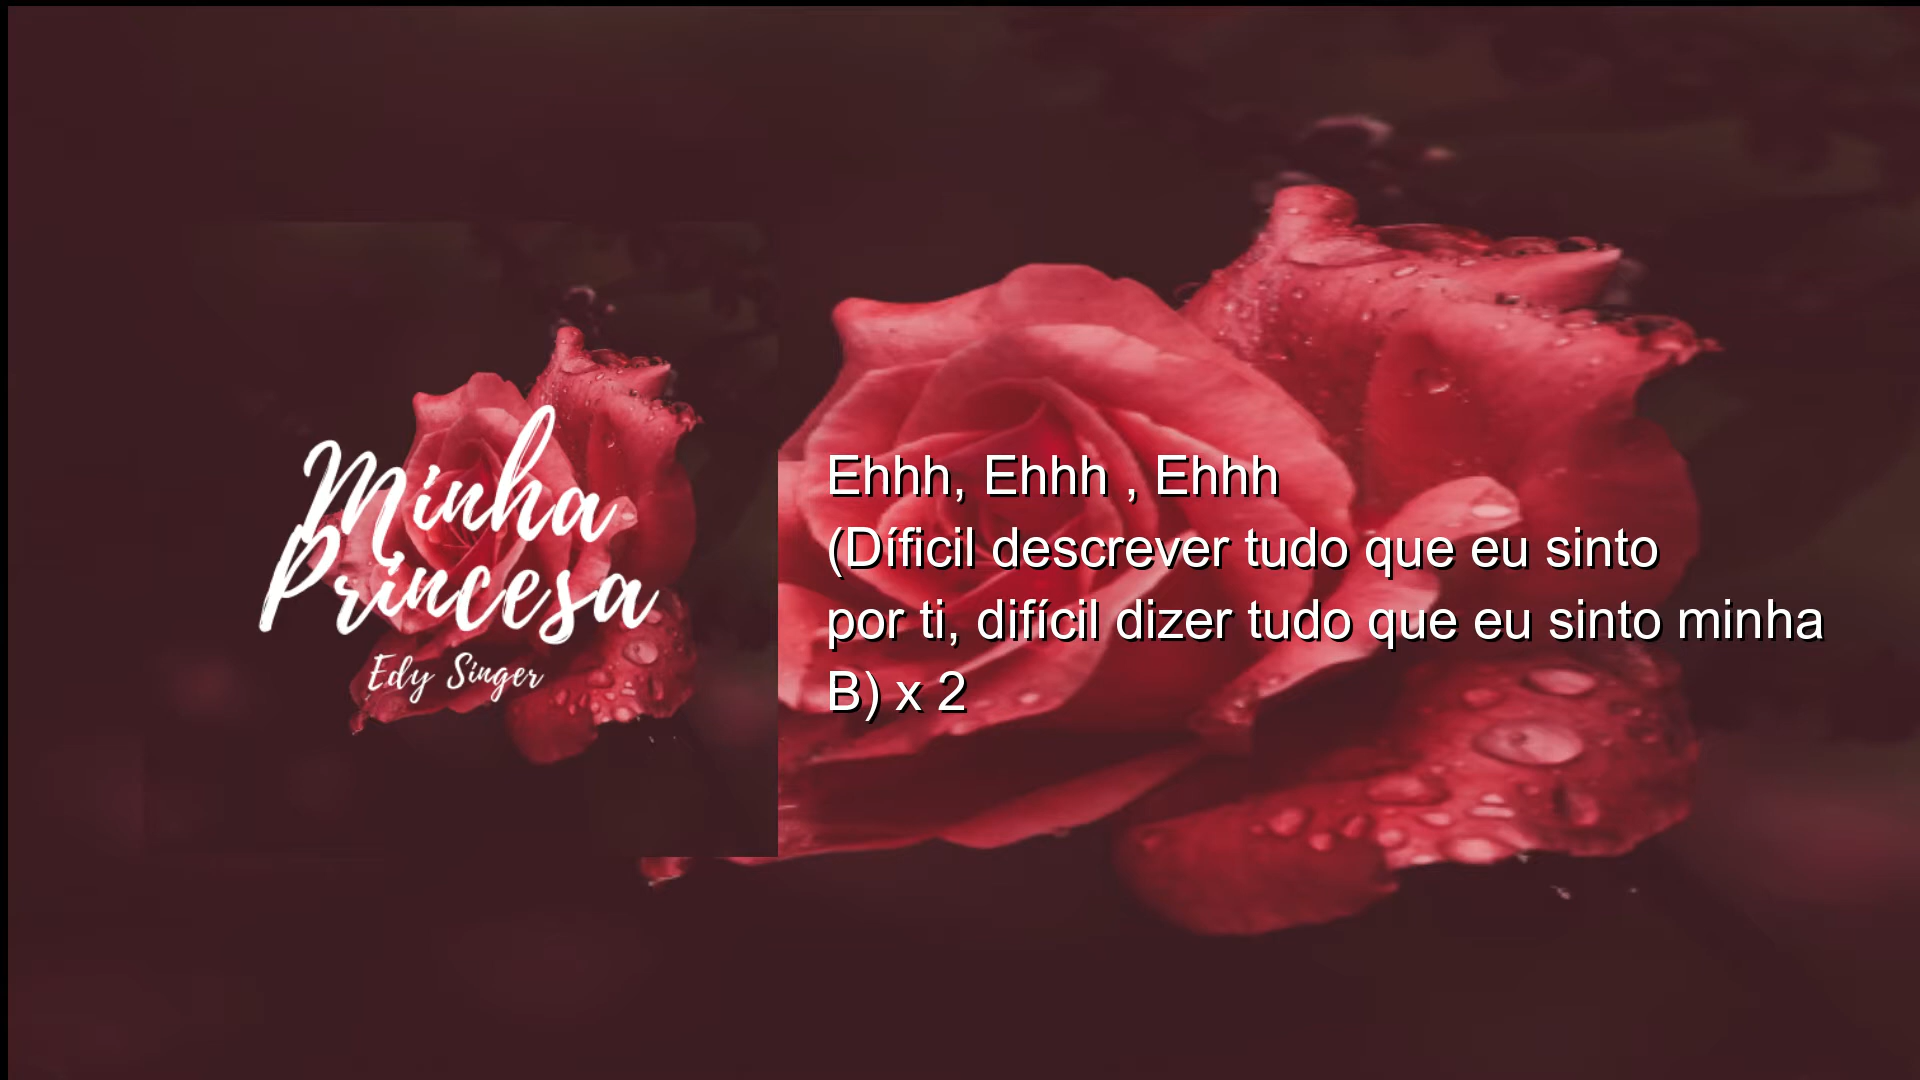 Minha
Princesa
Edy Singer
Ehhh, Ehhh , Ehhh
(Díficil descrever tudo que eu sinto
por ti, difícil dizer tudo que eu sinto minha
B) x 2